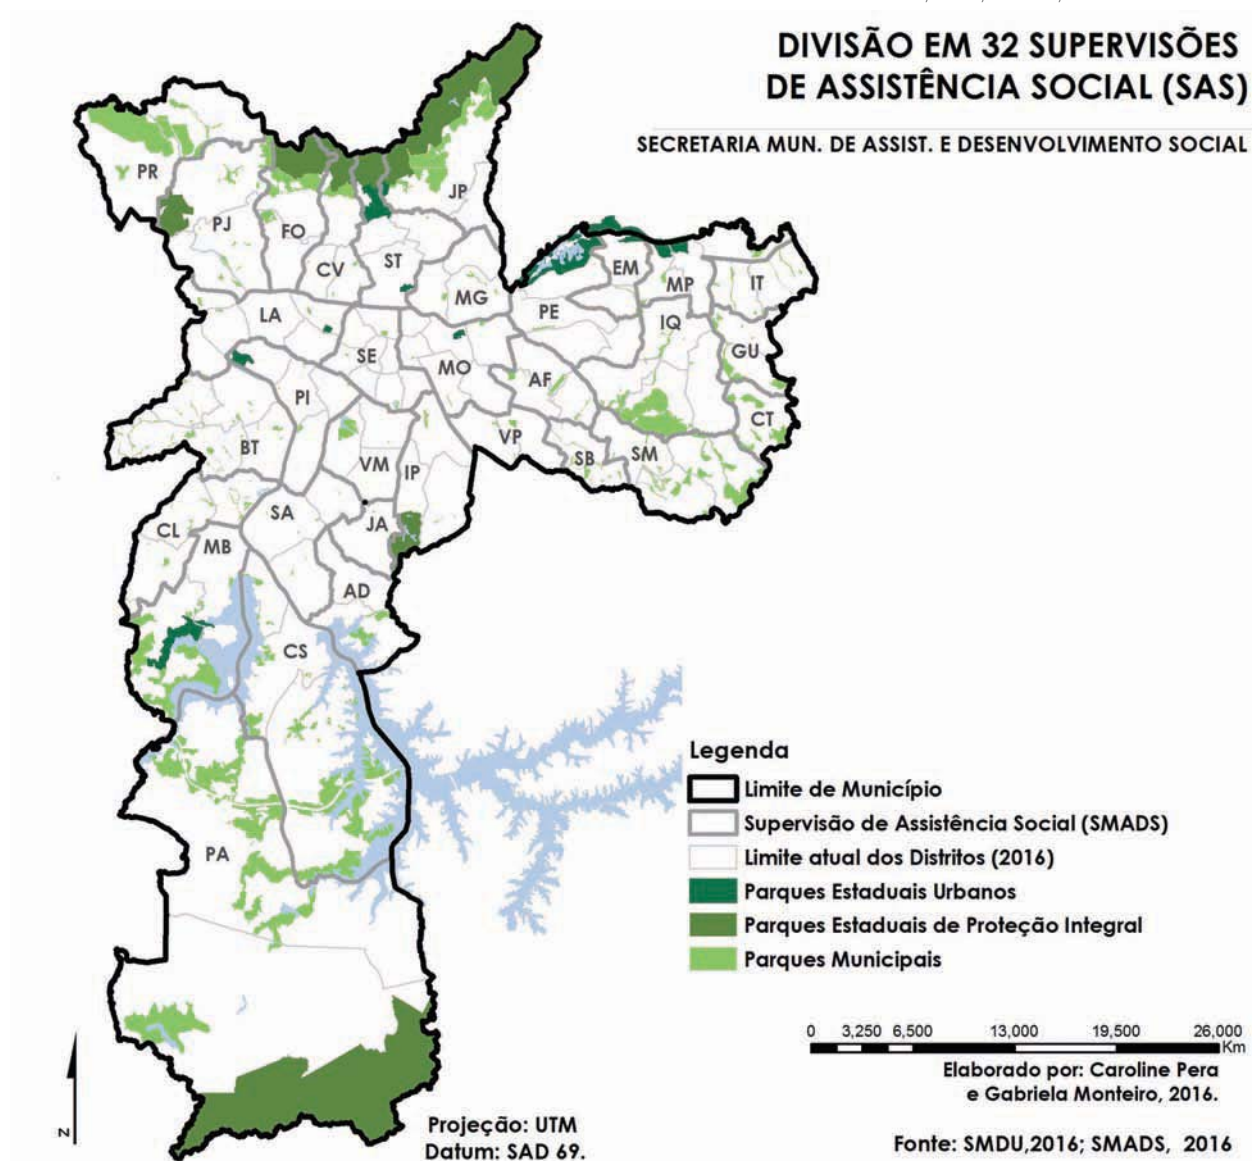 DIVISÃO EM 32 SUPERVISÕES
DE ASSISTÊNCIA SOCIAL (SAS)
SECRETARIA MUN. DE ASSIST. E DESENVOLVIMENTO SOCIAL
PR
JP
PJ
FO
CV
ST
MG
EM
MP
IT
LA
PE
IQ
SE
MO
GU
AF
PI
CT
BT
VP
VM
IP
SB
SM
CL
SA
JA
MB
AD
CS
PA
Legenda
Limite de Município
Supervisão de Assistência Social (SMADS)
Limite atual dos Distritos (2016)
Parques Estaduais Urbanos
Parques Estaduais de Proteção Integral
Parques Municipais
0 3,250 6,500 13,000 19,500 26,000
Km
Elaborado por: Caroline Pera
e Gabriela Monteiro, 2016.
Z
Projeção: UTM
Datum: SAD 69.
Fonte: SMDU,2016; SMADS, 2016